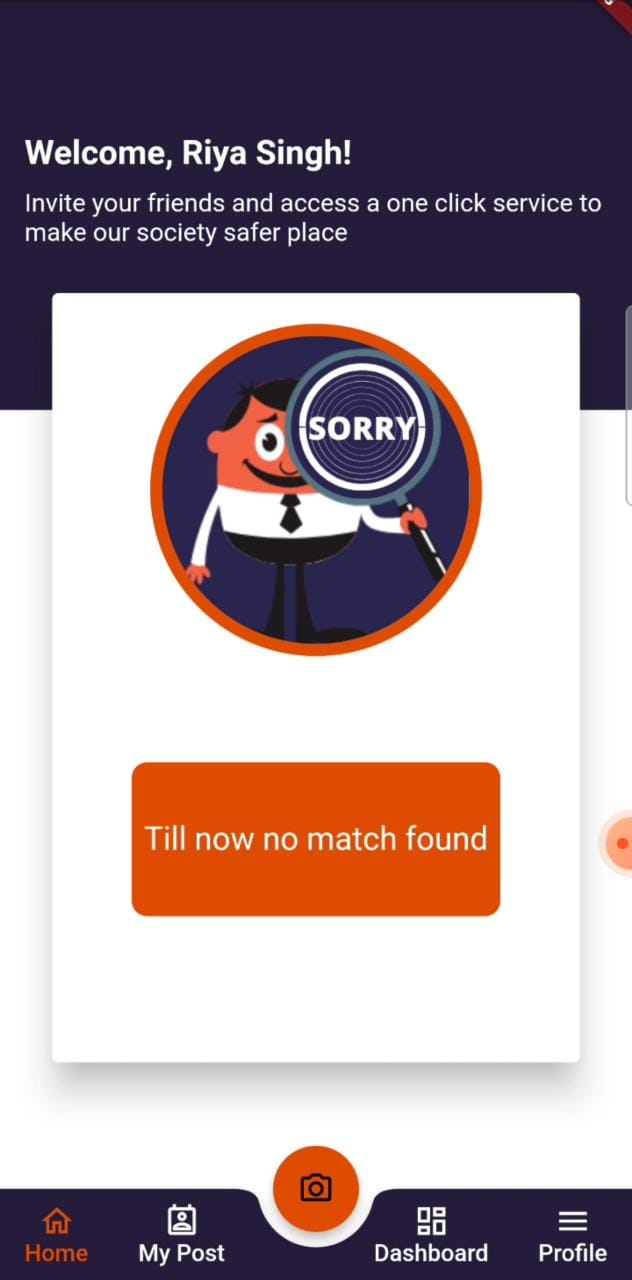 Welcome, Riya Singh!
Invite your friends and access a one click service to
make our society safer place
SORRY
Till now no match found
Home
My Post
Dashboard
Profile